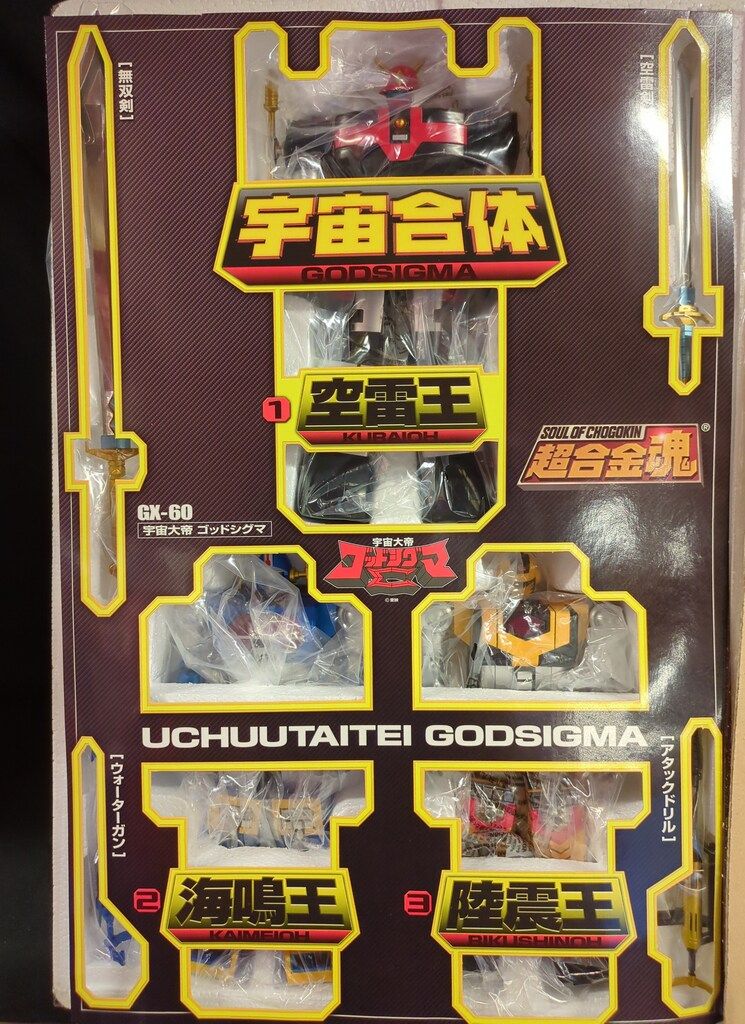 [無双剣]
[空雷剣]
宇宙合体
GODSIGMA
1
空雷王
KURAIOH
SOUL OF CHOGOKIN
超合金魂®
GX-60
宇宙大帝 ゴッドシグマ
宇宙大帝
ゴッドシグマ
©東映
UCHUUTAITEI GODSIGMA
[ウォーターガン]
[アタックドリル]
2
海鳴王
KAIMEIOH
3
陸震王
RIKUSHINOH